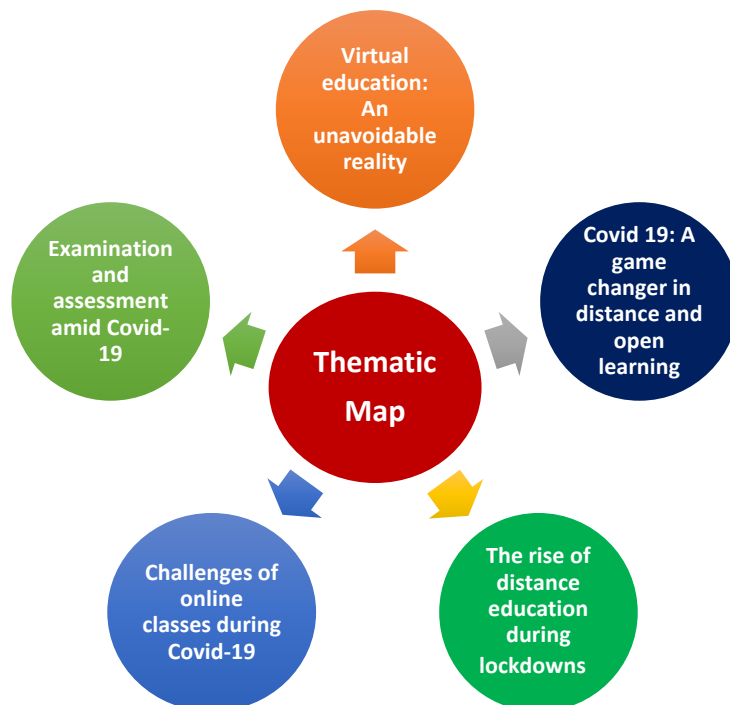 Virtual
education:
An
unavoidable
reality
Covid 19: A
game
changer in
distance and
open
learning
Examination
and
assessment
amid Covid-
19
Thematic
Map
Challenges of
online
classes during
Covid-19
The rise of
distance
education
during
lockdowns